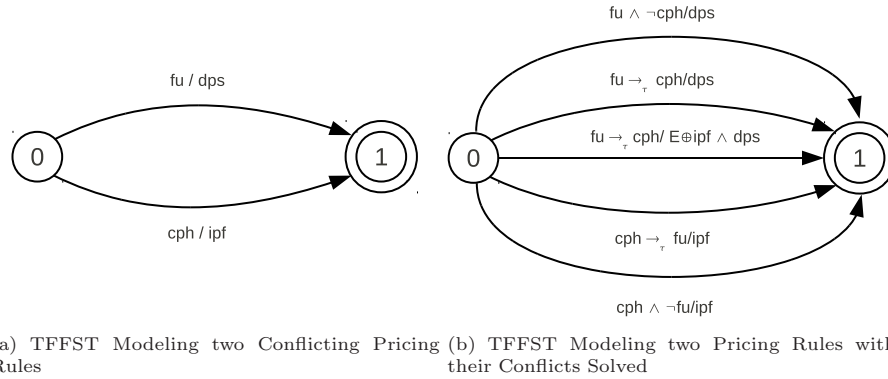 fu / dps
0
1
cph / ipf
a) TFFST Modeling two Conflicting Pricing
Rules
fu ∧ ¬cph/dps
fu →τ cph/dps
fu →τ cph/ E⊕ipf ∧ dps
0
1
cph →τ fu/ipf
cph ∧ ¬fu/ipf
(b) TFFST Modeling two Pricing Rules with
their Conflicts Solved